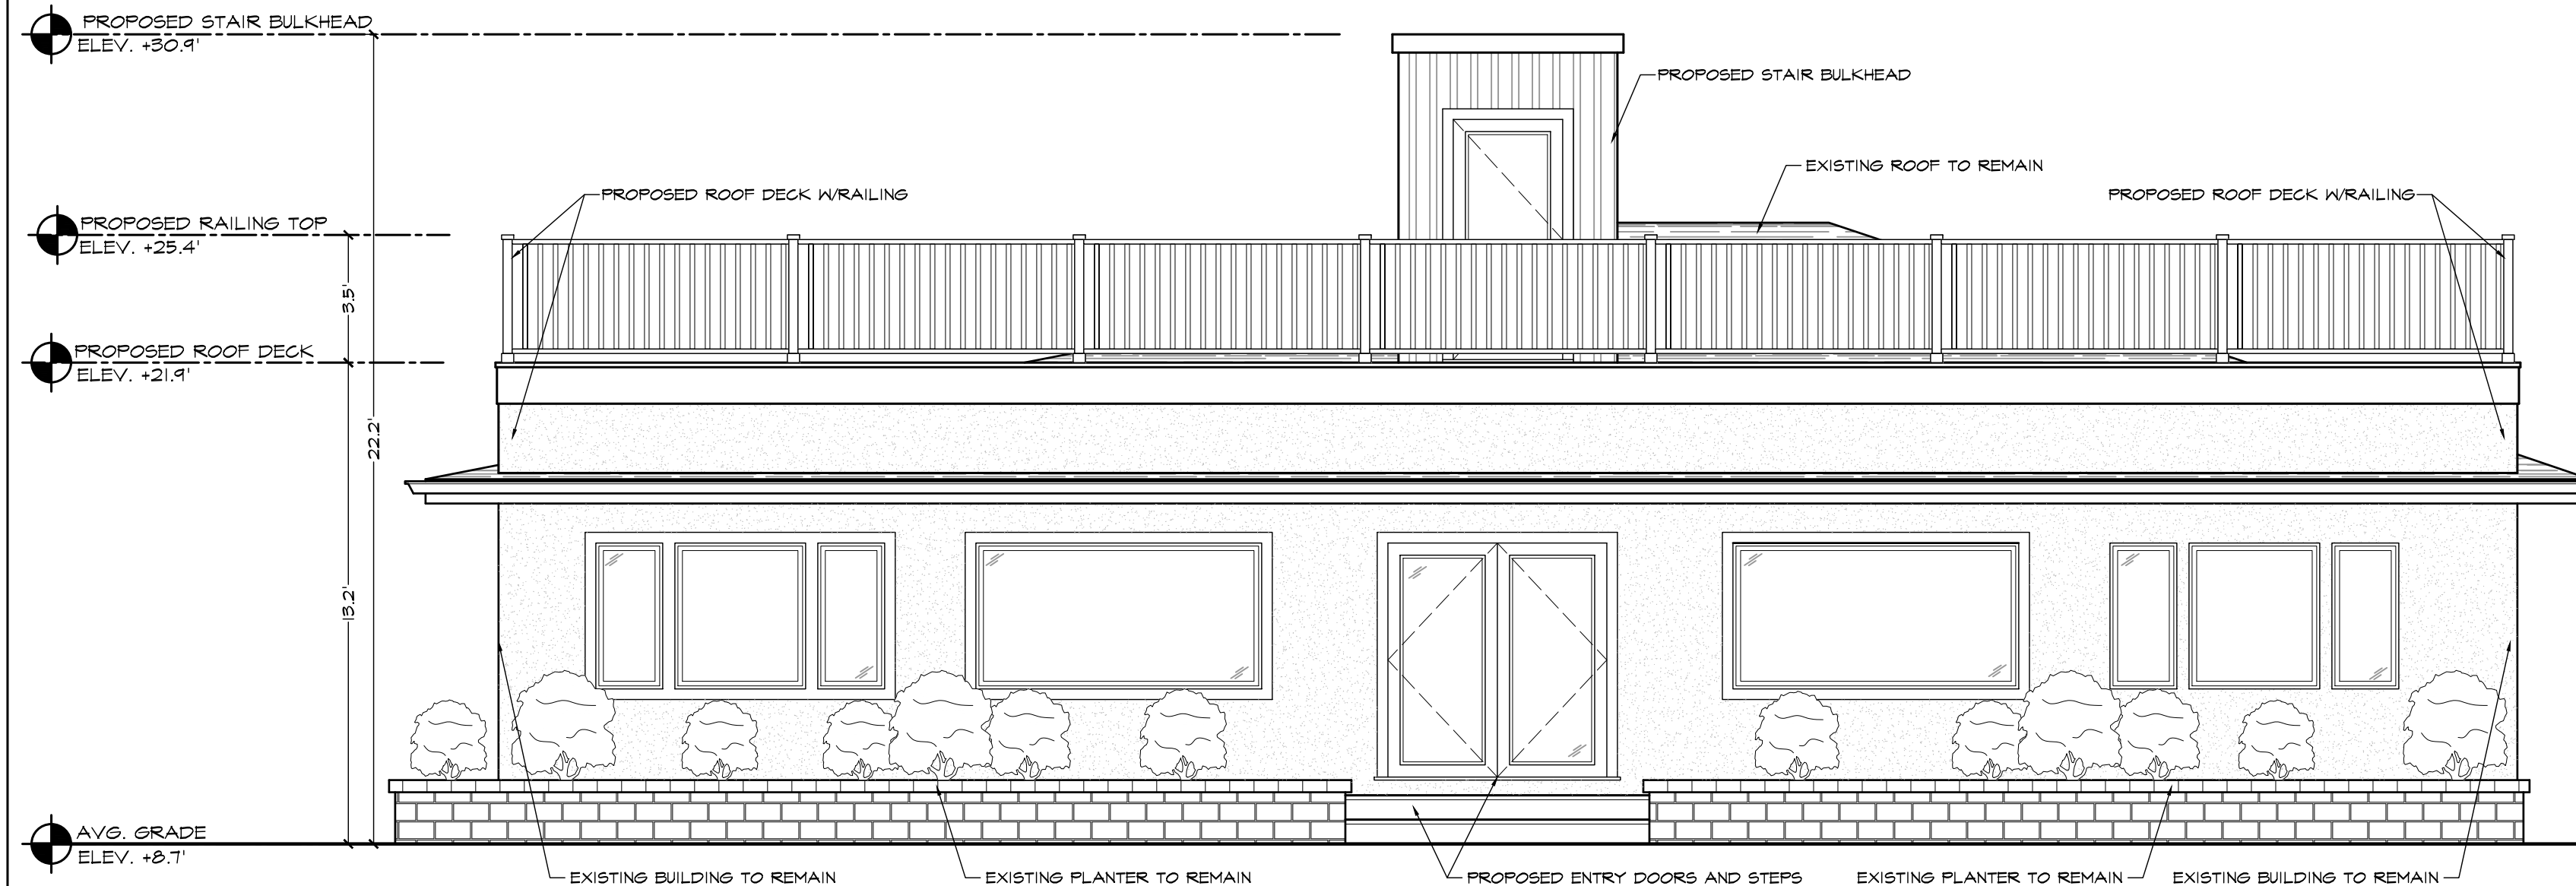 PROPOSED STAIR BULKHEAD
ELEV. +30.9'
PROPOSED STAIR BULKHEAD
EXISTING ROOF TO REMAIN
PROPOSED ROOF DECK W/RAILING
PROPOSED ROOF DECK W/RAILING
PROPOSED RAILING TOP
ELEV. +25.4'
3.5'
PROPOSED ROOF DECK
ELEV. +21.9'
22.2'
13.2'
AVG. GRADE
ELEV. +8.7'
EXISTING BUILDING TO REMAIN
EXISTING PLANTER TO REMAIN
PROPOSED ENTRY DOORS AND STEPS
EXISTING PLANTER TO REMAIN
EXISTING BUILDING TO REMAIN